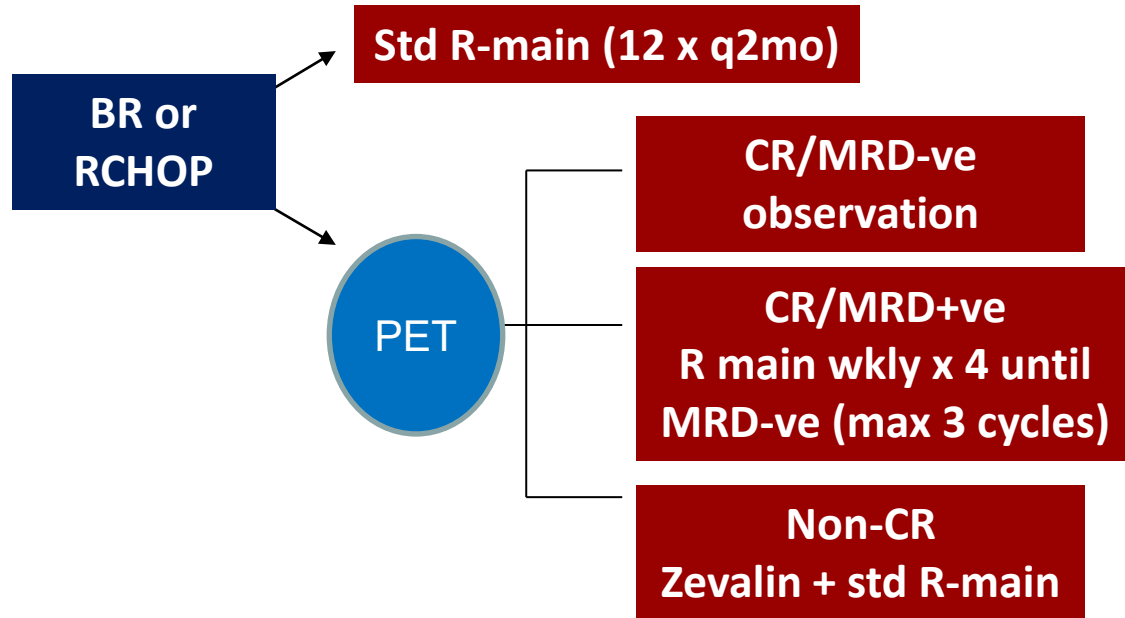 Std R-main (12 x q2mo)
BR or
RCHOP
CR/MRD-ve
observation
PET
CR/MRD+ve
R main wkly x 4 until
MRD-ve (max 3 cycles)
Non-CR
Zevalin + std R-main